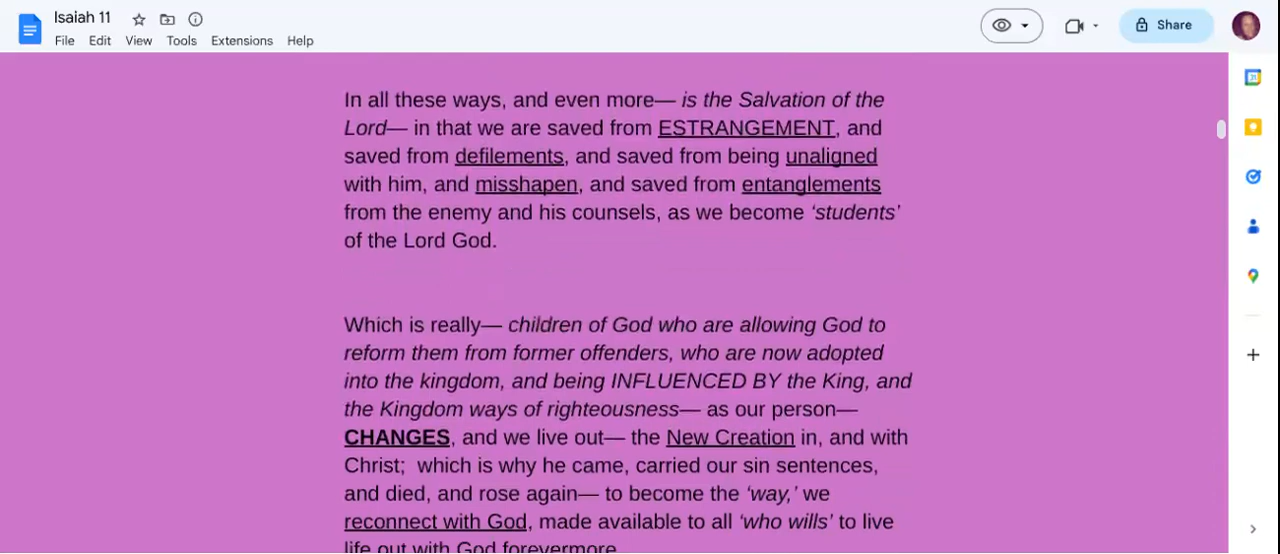 Isaiah 11
File Edit View Tools Extensions Help
Share
In all these ways, and even more— is the Salvation of the
Lord— in that we are saved from ESTRANGEMENT, and
saved from defilements, and saved from being unaligned
with him, and misshapen, and saved from entanglements
from the enemy and his counsels, as we become ‘students’
of the Lord God.
Which is really— children of God who are allowing God to
reform them from former offenders, who are now adopted
into the kingdom, and being INFLUENCED BY the King, and
the Kingdom ways of righteousness— as our person—
CHANGES, and we live out— the New Creation in, and with
Christ;  which is why he came, carried our sin sentences,
and died, and rose again— to become the ‘way,’ we
reconnect with God, made available to all ‘who wills’ to live
life out with God forevermore